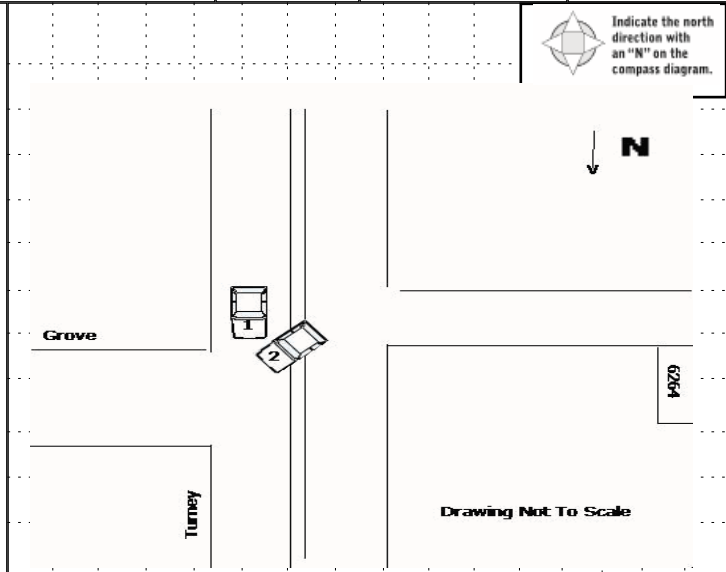 Indicate the north
direction with
an "N" on the
compass diagram.
N
1
Grove
2
6264
Turney
Drawing Not To Scale